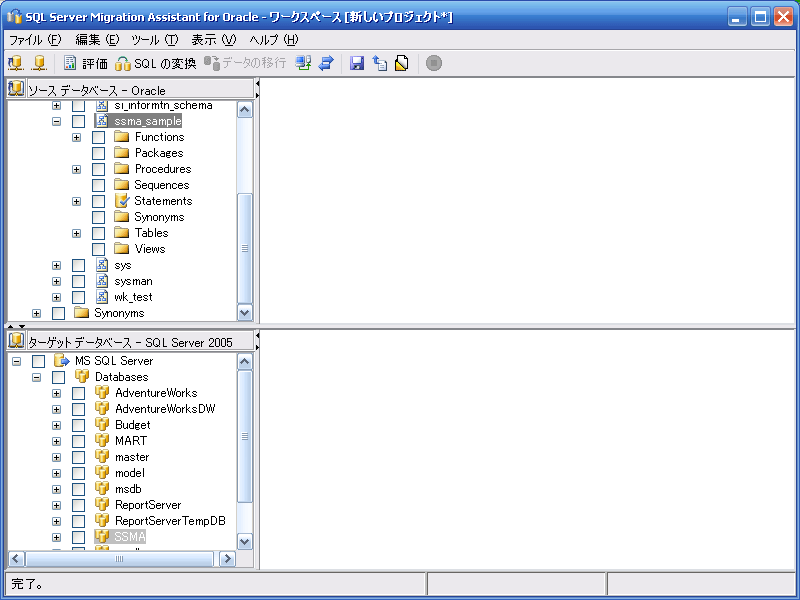 SQL Server Migration Assistant for Oracle - ワークスペース [新しいプロジェクト*]
ファイル (F) 編集 (E) ツール (T) 表示 (V) ヘルプ (H)
評価 SQL の変換 データの移行
ソース データベース - Oracle
si_informtn_schema
ssma_sample
Functions
Packages
Procedures
Sequences
Statements
Synonyms
Tables
Views
sys
sysman
wk_test
Synonyms
ターゲット データベース - SQL Server 2005
MS SQL Server
Databases
AdventureWorks
AdventureWorksDW
Budget
MART
master
model
msdb
ReportServer
ReportServerTempDB
SSMA
完了。